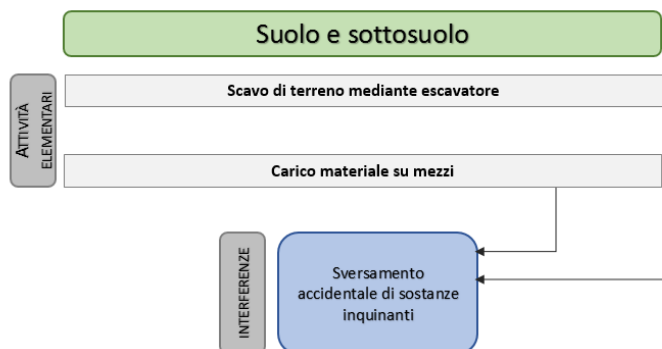 Suolo e sottosuolo
ATTIVITÀ
ELEMENTARI
Scavo di terreno mediante escavatore
Carico materiale su mezzi
INTERFERENZE
Sversamento
accidentale di sostanze
inquinanti